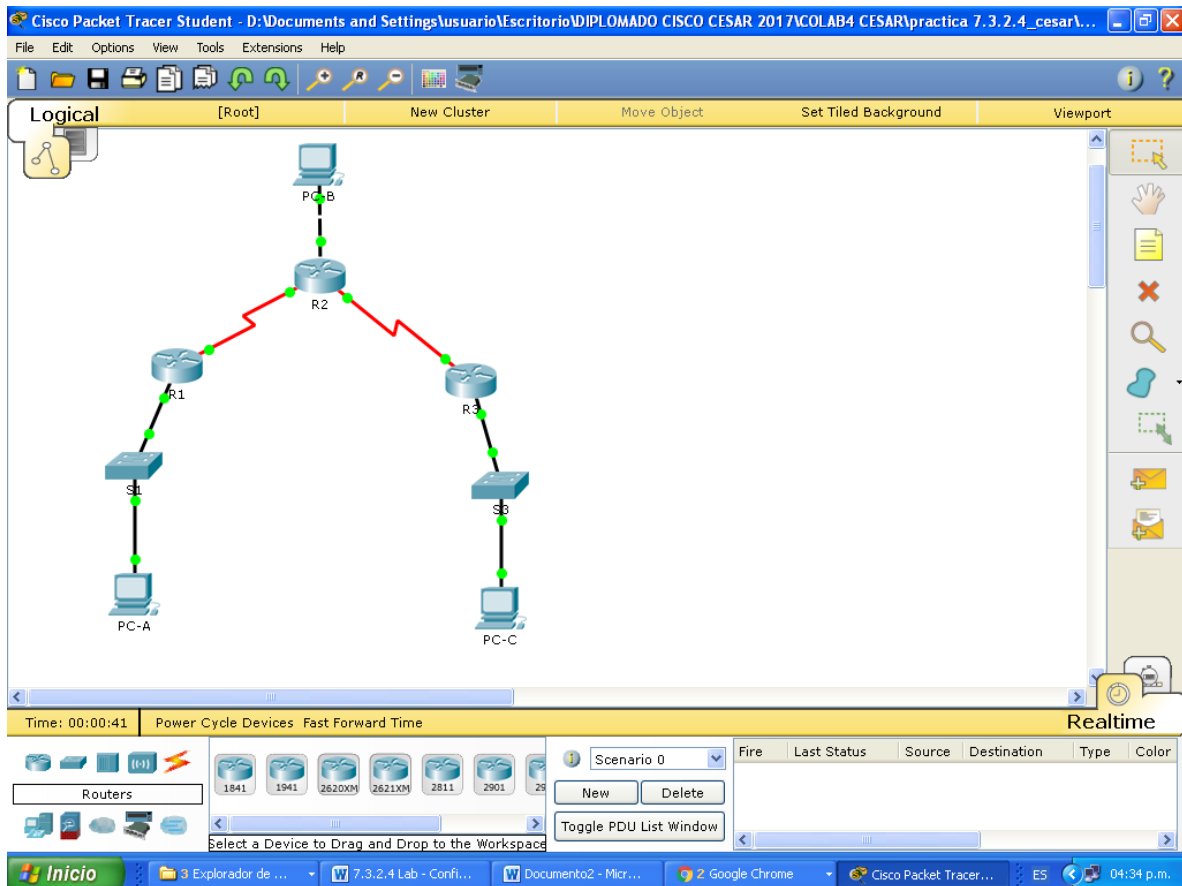 Cisco Packet Tracer Student - D:\Documents and Settings\usuario\Escritorio\DIPLOMADO CISCO CESAR 2017\COLAB4 CESAR\practica 7.3.2.4_cesar\...
File Edit Options View Tools Extensions Help
Logical [Root] New Cluster Move Object Set Tiled Background Viewport
PC-B
R2
R1
R3
S1
S3
PC-A
PC-C
Time: 00:00:41 Power Cycle Devices Fast Forward Time Realtime
Scenario 0 Fire Last Status Source Destination Type Color
1841 1941 2620XM 2621XM 2811 2901 29
Routers New Delete
Toggle PDU List Window
Select a Device to Drag and Drop to the Workspace
Inicio 3 Explorador de ... 7.3.2.4 Lab - Confi... Documento2 - Micr... 2 Google Chrome Cisco Packet Tracer... ES 04:34 p.m.